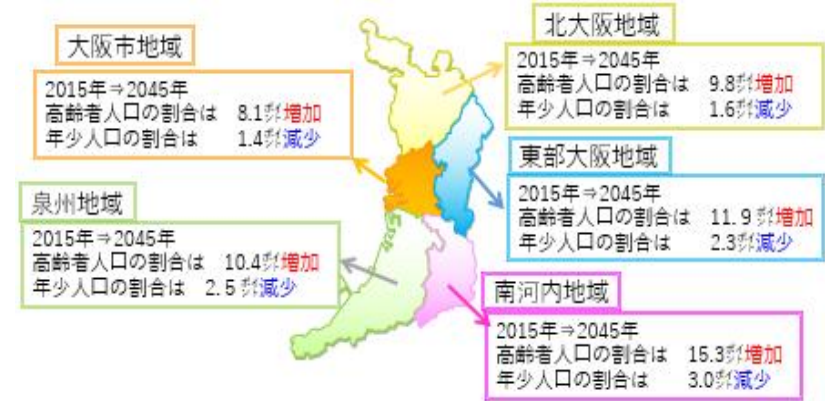 大阪市地域
2015年⇒2045年
高齢者人口の割合は 8.1㌽増加
年少人口の割合は 1.4㌽減少
北大阪地域
2015年⇒2045年
高齢者人口の割合は 9.8㌽増加
年少人口の割合は 1.6㌽減少
東部大阪地域
2015年⇒2045年
高齢者人口の割合は 11.9㌽増加
年少人口の割合は 2.3㌽減少
泉州地域
2015年⇒2045年
高齢者人口の割合は 10.4㌽増加
年少人口の割合は 2.5㌽減少
南河内地域
2015年⇒2045年
高齢者人口の割合は 15.3㌽増加
年少人口の割合は 3.0㌽減少